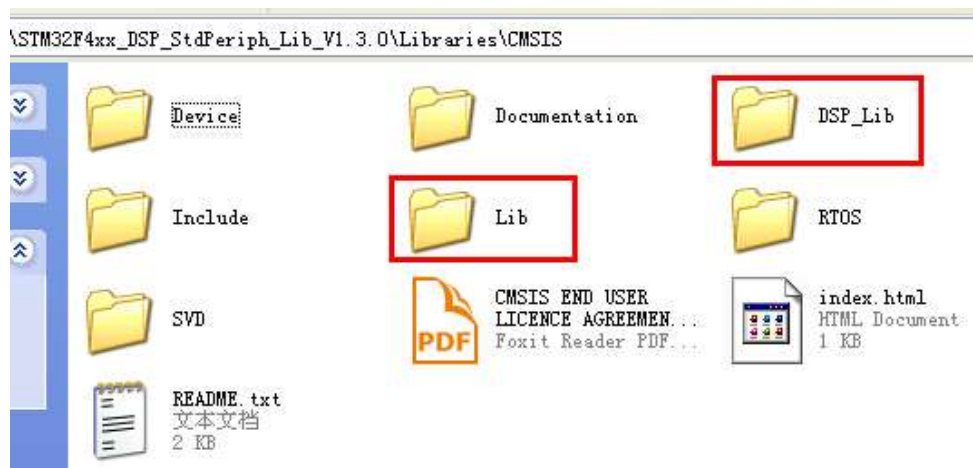 \STM32F4xx_DSP_StdPeriph_Lib_V1.3.0\Libraries\CMSIS
Device
Documentation
DSP_Lib
Include
Lib
RTOS
SVD
CMSIS END USER
LICENCE AGREEMEN...
Foxit Reader PDF...
PDF
index.html
HTML Document
1 KB
README.txt
文本文档
2 KB